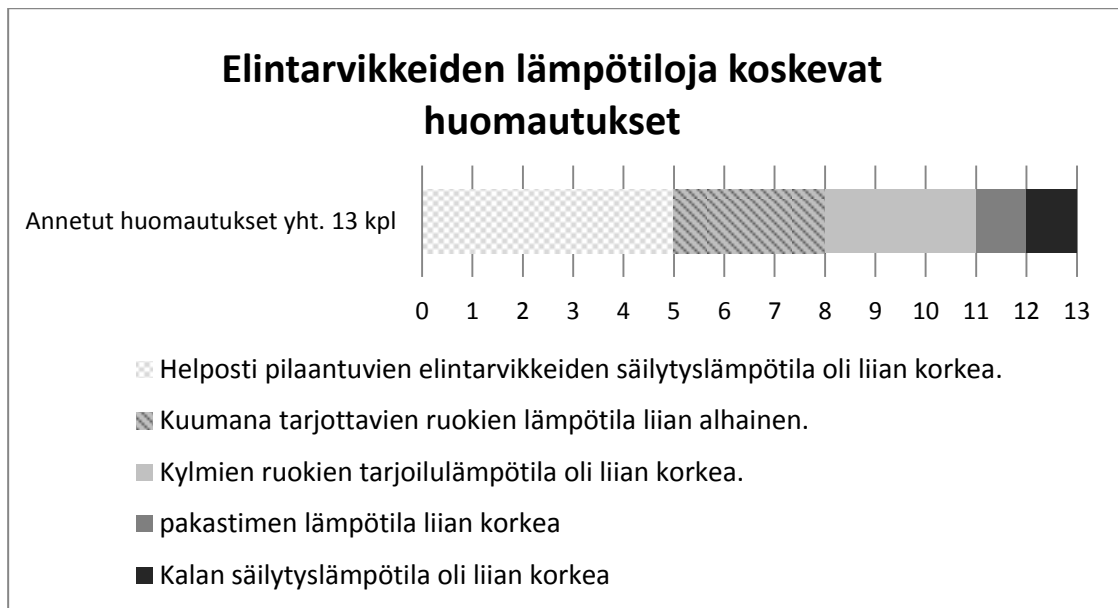 Elintarvikkeiden lämpötiloja koskevat
huomautukset
Annetut huomautukset yht. 13 kpl
0 1 2 3 4 5 6 7 8 9 10 11 12 13
Helposti pilaantuvien elintarvikkeiden säilytyslämpötila oli liian korkea.
Kuumana tarjottavien ruokien lämpötila liian alhainen.
Kylmien ruokien tarjoilulämpötila oli liian korkea.
pakastimen lämpötila liian korkea
Kalan säilytyslämpötila oli liian korkea